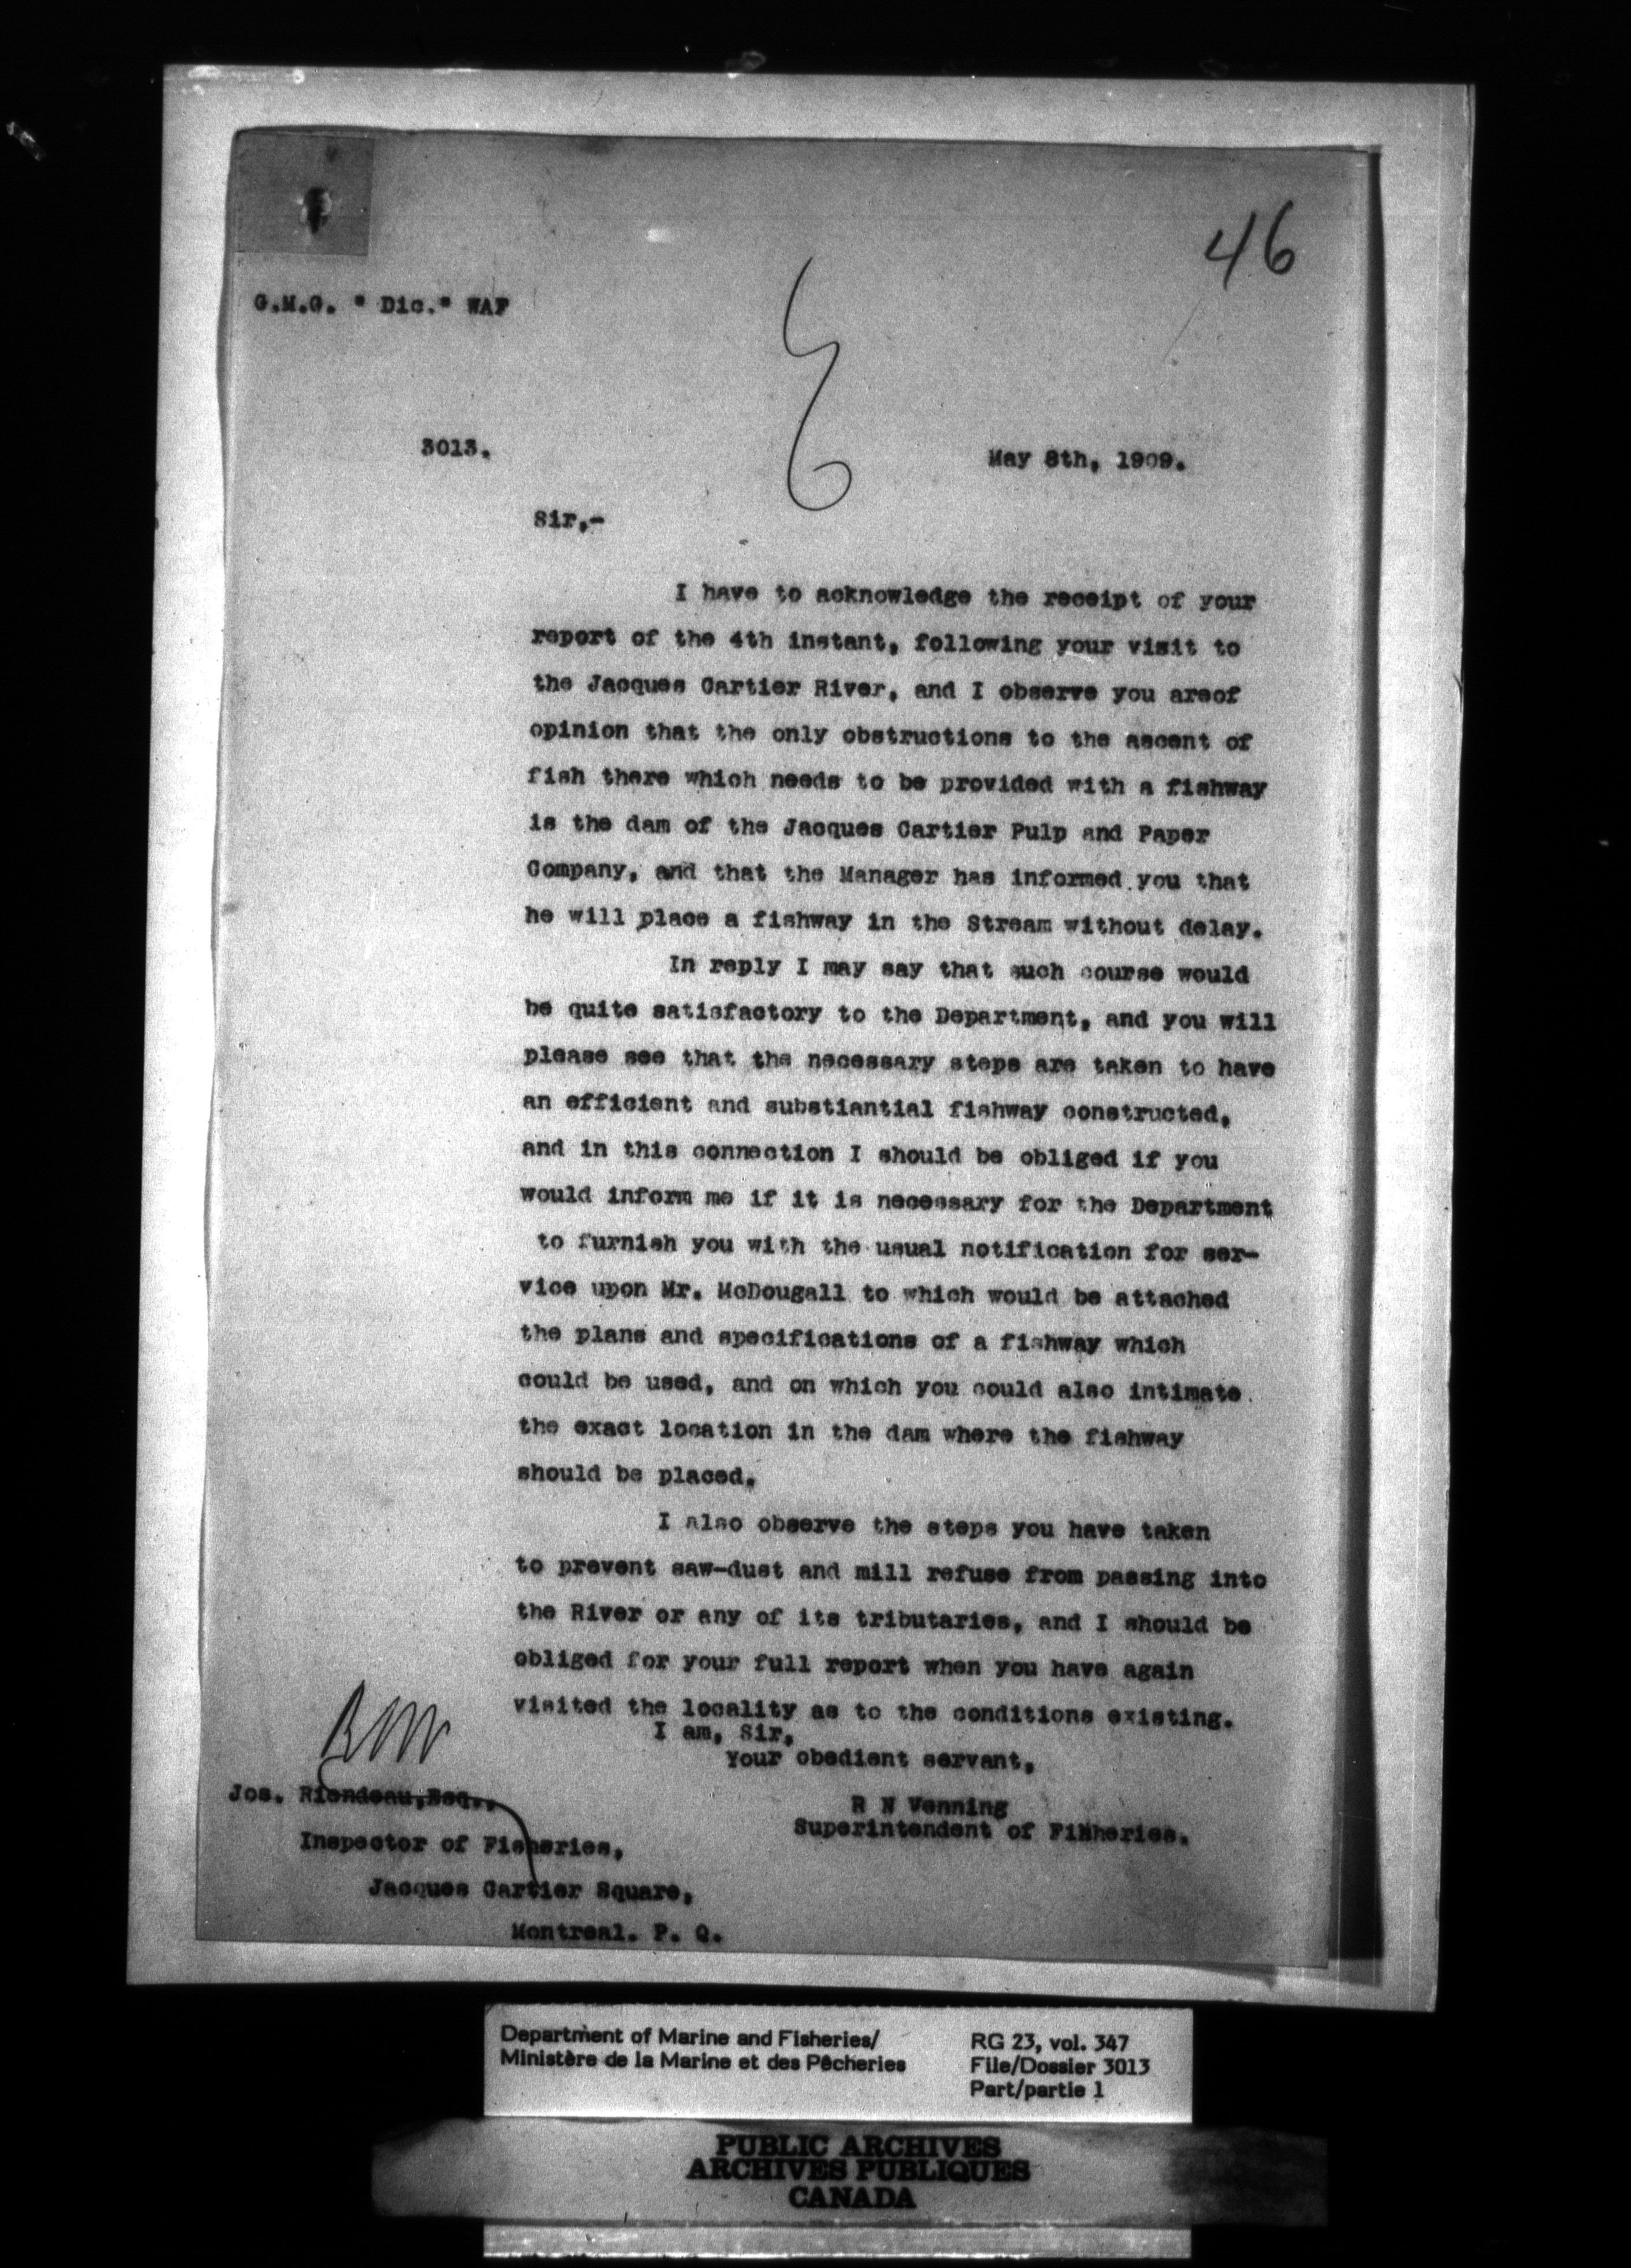 46
G.M.G. " Dic." WAF
3013.
May 8th, 1909.
Sir,-
I have to acknowledge the receipt of your
report of the 4th instant, following your visit to
the Jacques Cartier River, and I observe you areof
opinion that the only obstructions to the ascent of
fish there which needs to be provided with a fishway
is the dam of the Jacques Cartier Pulp and Paper
Company, and that the Manager has informed you that
he will place a fishway in the Stream without delay.
In reply I may say that such course would
be quite satisfactory to the Department, and you will
please see that the necessary steps are taken to have
an efficient and substiantial fishway constructed,
and in this connection I should be obliged if you
would inform me if it is necessary for the Department
to furnish you with the usual notification for ser-
vice upon Mr. McDougall to which would be attached
the plans and specifications of a fishway which
could be used, and on which you could also intimate
the exact location in the dam where the fishway
should be placed.
I also observe the steps you have taken
to prevent saw-dust and mill refuse from passing into
the River or any of its tributaries, and I should be
obliged for your full report when you have again
visited the locality as to the conditions existing.
I am, Sir,
Your obedient servant,
R N Venning
Superintendent of Fisheries.
Jos. Riendeau,Esq.,
Inspector of Fisheries,
Jacques Cartier Square,
Montreal. P. Q.
Department of Marine and Fisheries/
Ministère de la Marine et des Pêcheries
RG 23, vol. 347
File/Dossier 3013
Part/partie 1
PUBLIC ARCHIVES
ARCHIVES PUBLIQUES
CANADA